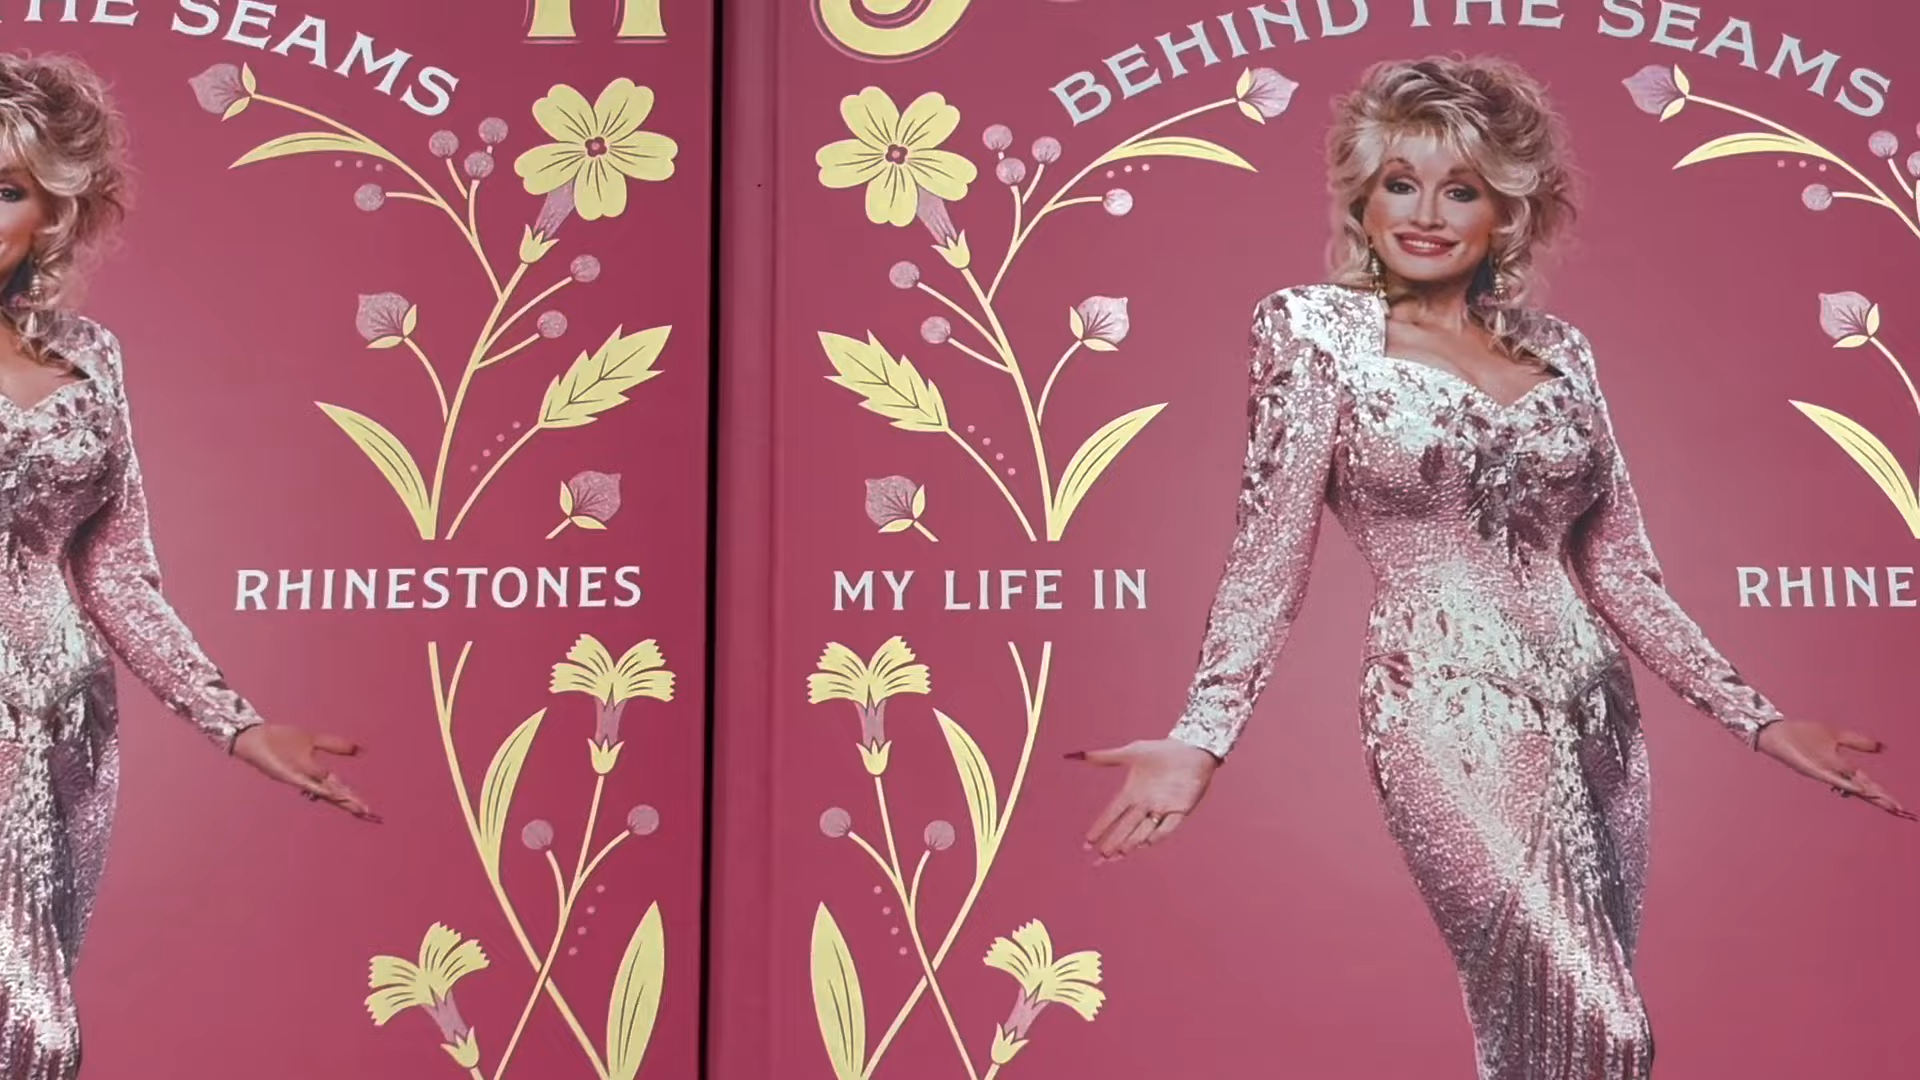 THE SEAMS
RHINESTONES
BEHIND THE SEAMS
MY LIFE IN
RHINE